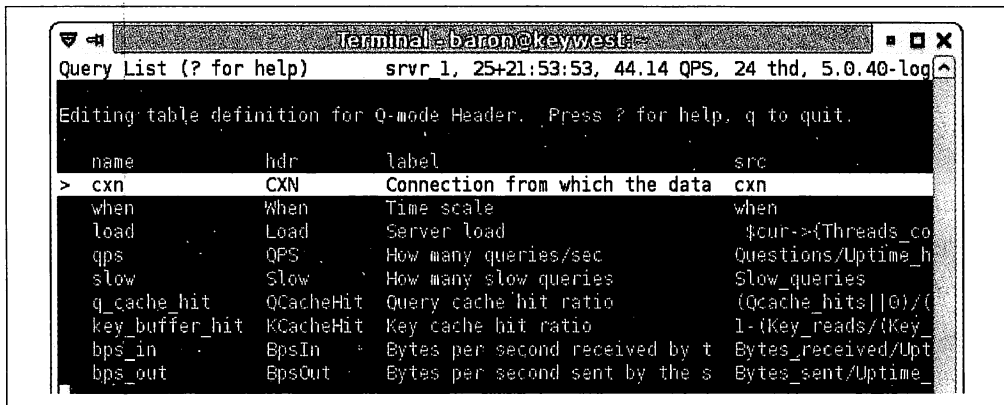 Terminal - baron@keywest:~
Query List (? for help) srvr_1, 25+21:53:53, 44.14 QPS, 24 thd, 5.0.40-log
Editing table definition for Q-mode Header. Press ? for help, q to quit.
name hdr label src
> cxn CXN Connection from which the data cxn
when When Time scale when
load Load Server load $cur->{Threads_co
qps QPS How many queries/sec Questions/Uptime_h
slow Slow How many slow queries Slow_queries
q_cache_hit QCacheHit Query cache hit ratio (Qcache_hits||0)/(
key_buffer_hit KCacheHit Key cache hit ratio 1-(Key_reads/(Key_
bps_in BpsIn Bytes per second received by t Bytes_received/Upt
bps_out BpsOut Bytes per second sent by the s Bytes_sent/Uptime_